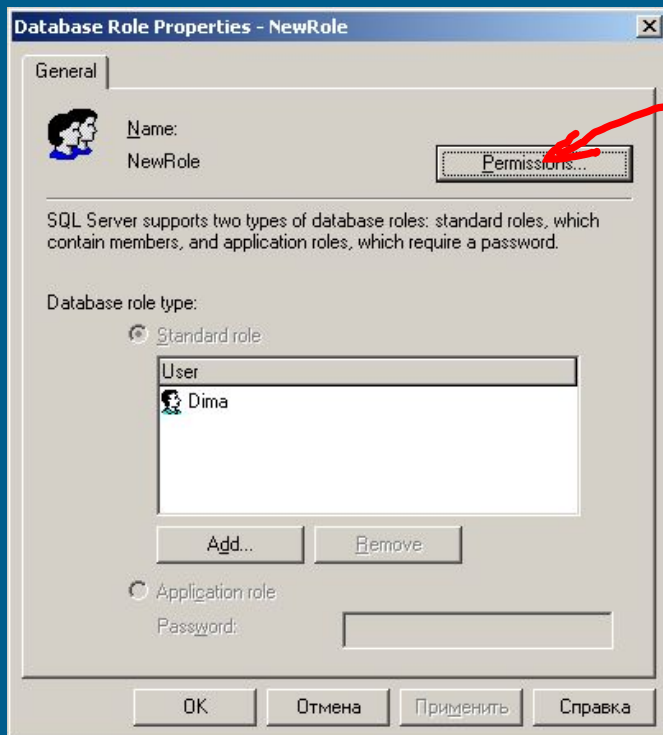 Database Role Properties - NewRole
General
Name:
NewRole
Permissions...
SQL Server supports two types of database roles: standard roles, which
contain members, and application roles, which require a password.
Database role type:
Standard role
User
Dima
Add...
Remove
Application role
Password:
OK
Отмена
Применить
Справка